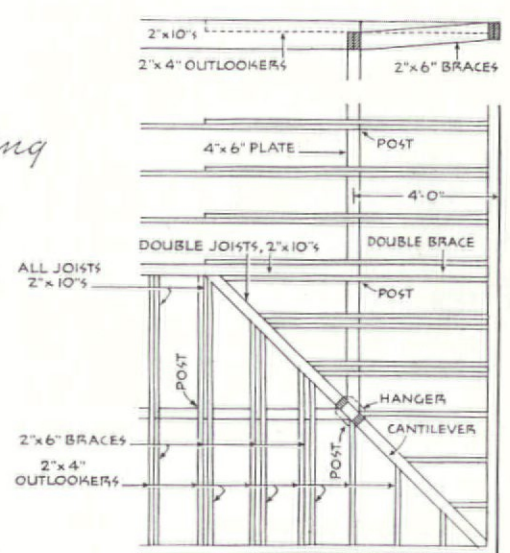 2"x10's
2"x4" OUTLOOKERS
2"x6" BRACES
ng
4"x6" PLATE
POST
4'-0"
DOUBLE JOISTS, 2"x10"s
DOUBLE BRACE
ALL JOISTS
2"x10"s
POST
POST
HANGER
CANTILEVER
2"x6" BRACES
POST
2"x4"
OUTLOOKERS